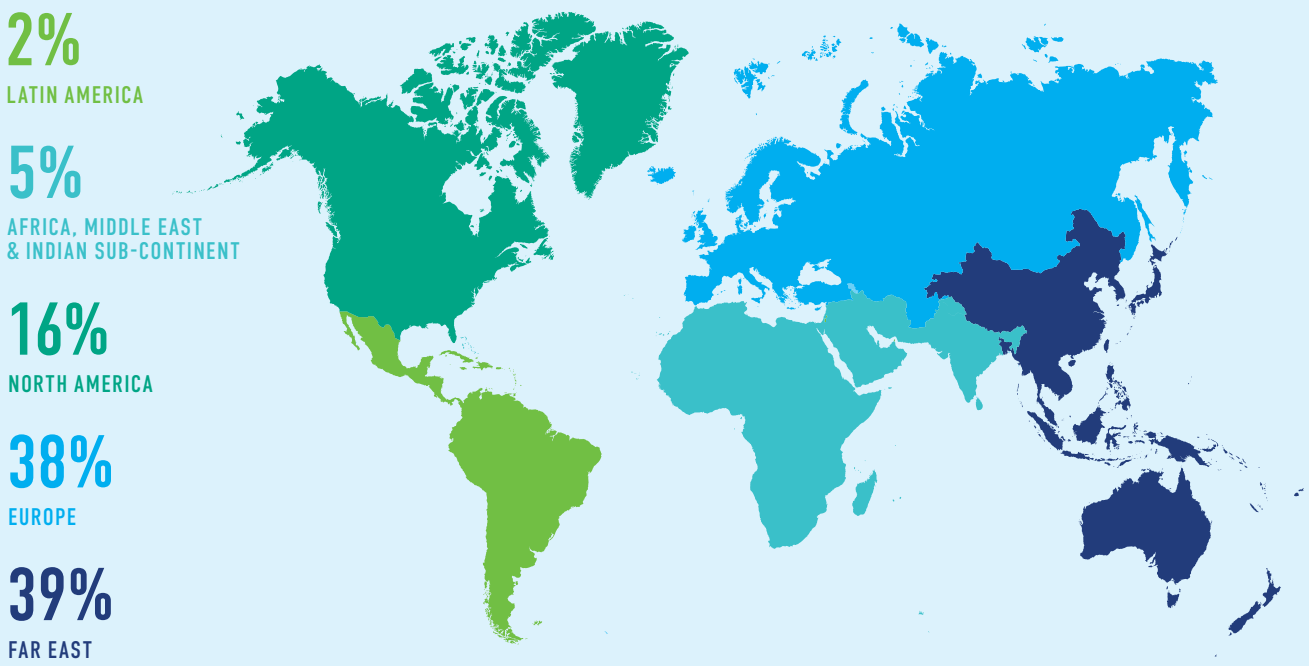 2%
LATIN AMERICA
5%
AFRICA, MIDDLE EAST
& INDIAN SUB-CONTINENT
16%
NORTH AMERICA
38%
EUROPE
39%
FAR EAST